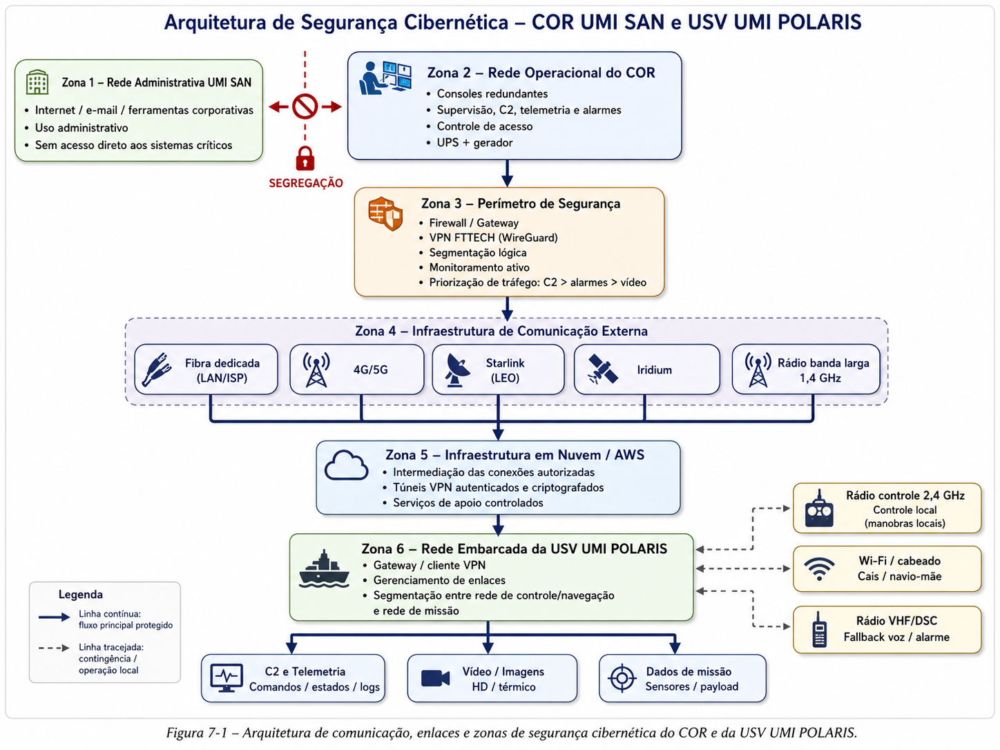 Arquitetura de Segurança Cibernética – COR UMI SAN e USV UMI POLARIS
Zona 1 – Rede Administrativa UMI SAN
• Internet / e-mail / ferramentas corporativas
• Uso administrativo
• Sem acesso direto aos sistemas críticos
SEGREGAÇÃO
Zona 2 – Rede Operacional do COR
• Consoles redundantes
• Supervisão, C2, telemetria e alarmes
• Controle de acesso
• UPS + gerador
Zona 3 – Perímetro de Segurança
• Firewall / Gateway
• VPN FTTECH (WireGuard)
• Segmentação lógica
• Monitoramento ativo
• Priorização de tráfego: C2 > alarmes > vídeo
Zona 4 – Infraestrutura de Comunicação Externa
Fibra dedicada
(LAN/ISP)
4G/5G
Starlink
(LEO)
Iridium
Rádio banda larga
1,4 GHz
Zona 5 – Infraestrutura em Nuvem / AWS
• Intermediação das conexões autorizadas
• Túneis VPN autenticados e criptografados
• Serviços de apoio controlados
Zona 6 – Rede Embarcada da USV UMI POLARIS
• Gateway / cliente VPN
• Gerenciamento de enlaces
• Segmentação entre rede de controle/navegação
e rede de missão
Rádio controle 2,4 GHz
Controle local
(manobras locais)
Wi-Fi / cabeado
Cais / navio-mãe
Rádio VHF/DSC
Fallback voz / alarme
Legenda
Linha contínua:
fluxo principal protegido
Linha tracejada:
contingência /
operação local
C2 e Telemetria
Comandos / estados / logs
Vídeo / Imagens
HD / térmico
Dados de missão
Sensores / payload
Figura 7-1 – Arquitetura de comunicação, enlaces e zonas de segurança cibernética do COR e da USV UMI POLARIS.